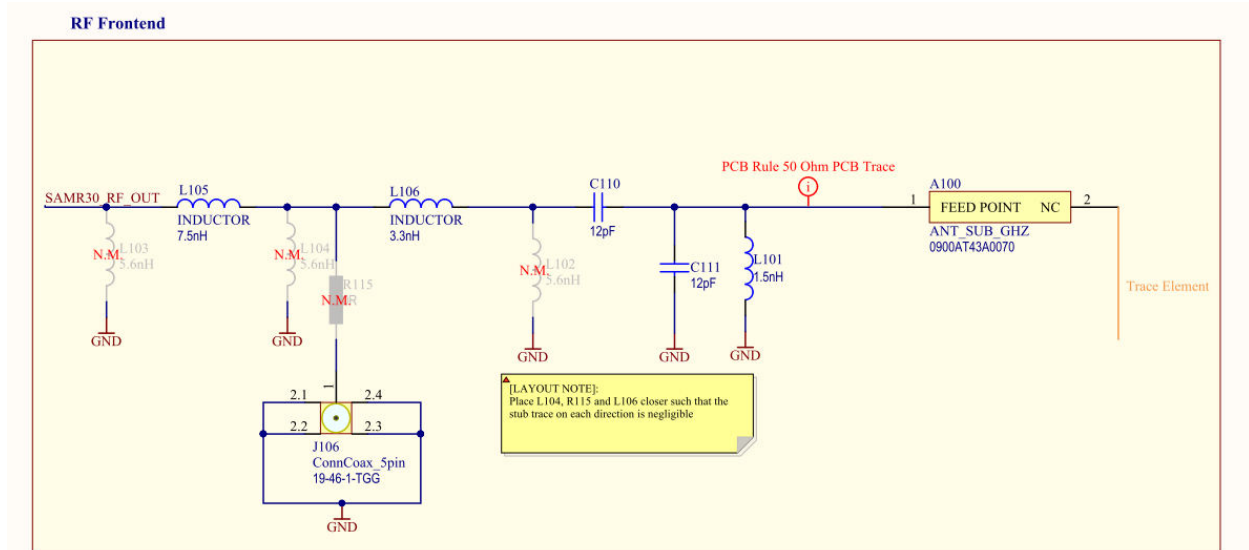 RF Frontend
PCB Rule 50 Ohm PCB Trace
SAMR30_RF_OUT
L105
INDUCTOR
7.5nH
L106
INDUCTOR
3.3nH
C110
12pF
A100
1
FEED POINT NC
2
ANT_SUB_GHZ
0900AT43A0070
N.M.
L103
5.6nH
GND
N.M.
L104
5.6nH
GND
N.M.
R115
R
N.M.
L102
5.6nH
GND
C111
12pF
GND
L101
1.5nH
GND
Trace Element
[LAYOUT NOTE]:
Place L104, R115 and L106 closer such that the
stub trace on each direction is negligible
1
2.1
2.4
2.2
2.3
J106
ConnCoax_5pin
19-46-1-TGG
GND